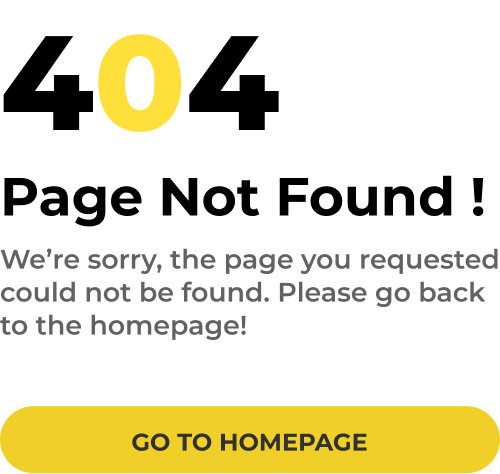 404
Page Not Found !
We’re sorry, the page you requested
could not be found. Please go back
to the homepage!
GO TO HOMEPAGE